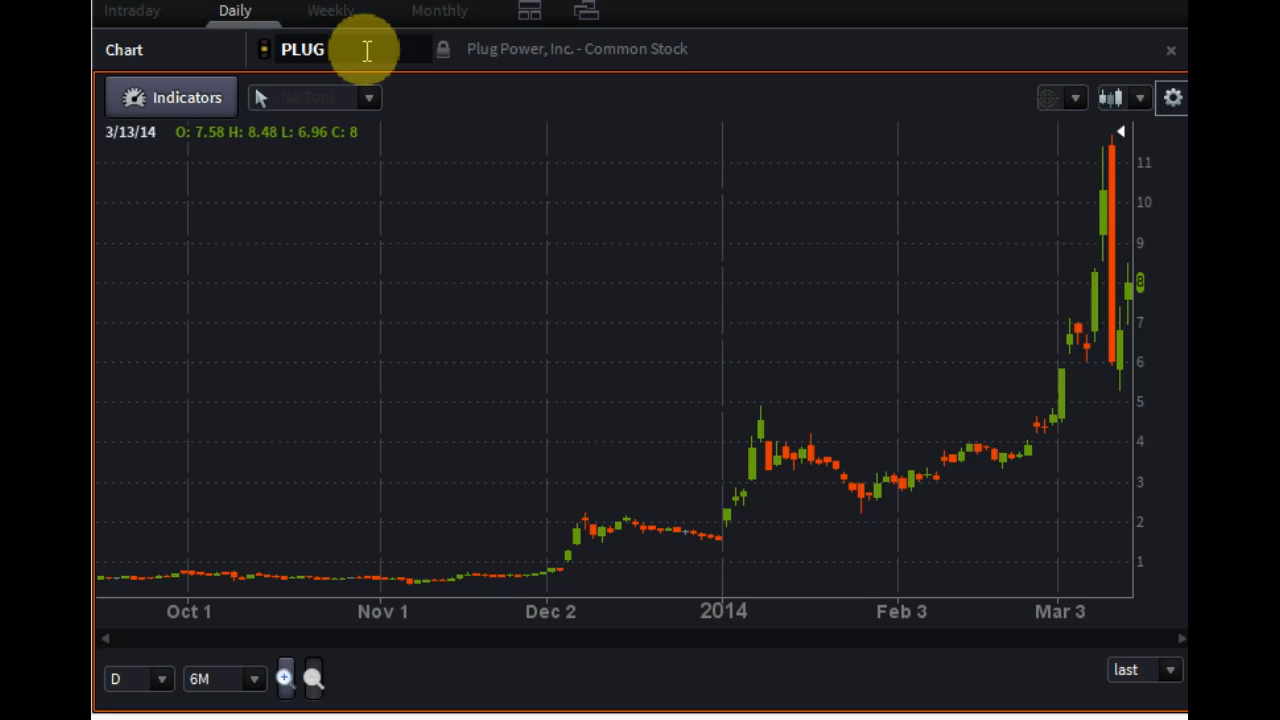 Intraday Daily Weekly Monthly
Chart PLUG Plug Power, Inc. - Common Stock
Indicators No Tool
3/13/14 O: 7.58 H: 8.48 L: 6.96 C: 8
11
10
9
8
7
6
5
4
3
2
1
Oct 1 Nov 1 Dec 2 2014 Feb 3 Mar 3
D 6M last